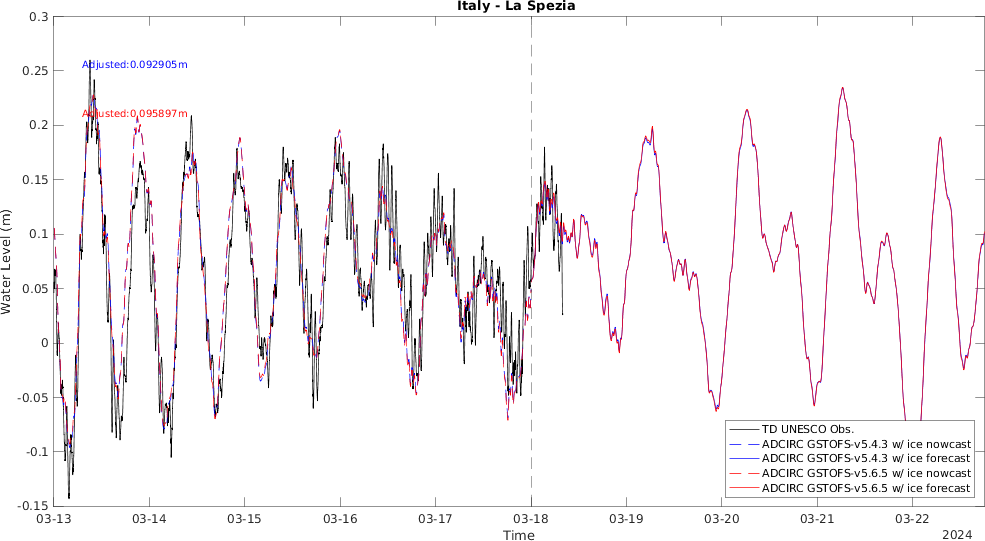 Italy - La Spezia
0.3
0.25
0.2
0.15
0.1
0.05
0
-0.05
-0.1
-0.15
Water Level (m)
Adjusted:0.092905m
Adjusted:0.095897m
TD UNESCO Obs.
ADCIRC GSTOFS-v5.4.3 w/ ice nowcast
ADCIRC GSTOFS-v5.4.3 w/ ice forecast
ADCIRC GSTOFS-v5.6.5 w/ ice nowcast
ADCIRC GSTOFS-v5.6.5 w/ ice forecast
03-13 03-14 03-15 03-16 03-17 03-18 03-19 03-20 03-21 03-22
Time
2024